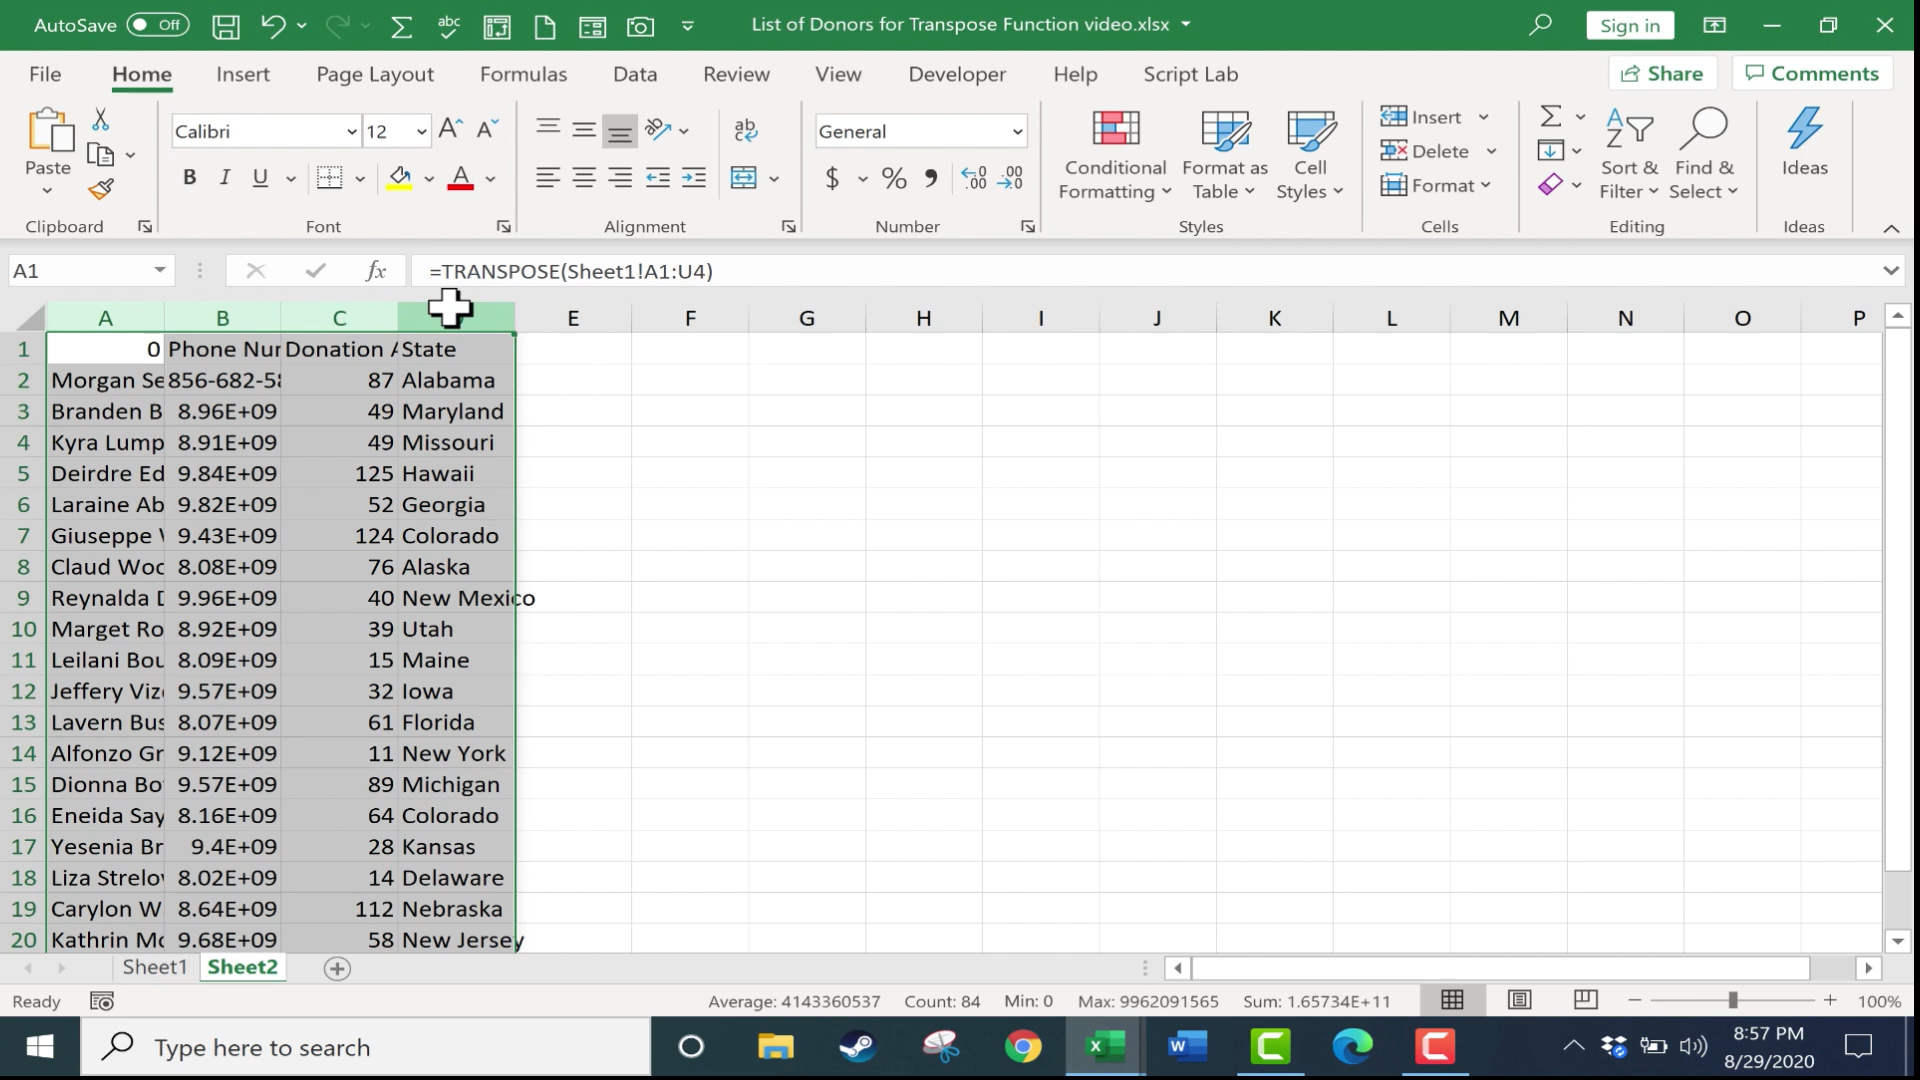 AutoSave Off abc List of Donors for Transpose Function video.xlsx Sign in
File Home Insert Page Layout Formulas Data Review View Developer Help Script Lab Share Comments
Paste Calibri 12 A A ab General Conditional Formatting Format as Table Cell Styles Insert Delete Format Sort & Filter Find & Select Ideas
B I U A $ % 9 .00 .00
Clipboard Font Alignment Number Styles Cells Editing Ideas
A1 fx =TRANSPOSE(Sheet1!A1:U4)
A B C E F G H I J K L M N O P
1 0 Phone Nur Donation A State
2 Morgan Se 856-682-58 87 Alabama
3 Branden B 8.96E+09 49 Maryland
4 Kyra Lump 8.91E+09 49 Missouri
5 Deirdre Ed 9.84E+09 125 Hawaii
6 Laraine Ab 9.82E+09 52 Georgia
7 Giuseppe 9.43E+09 124 Colorado
8 Claud Woo 8.08E+09 76 Alaska
9 Reynalda D 9.96E+09 40 New Mexico
10 Marget Ro 8.92E+09 39 Utah
11 Leilani Bou 8.09E+09 15 Maine
12 Jeffery Viz 9.57E+09 32 Iowa
13 Lavern Bus 8.07E+09 61 Florida
14 Alfonzo Gr 9.12E+09 11 New York
15 Dionna Bo 9.57E+09 89 Michigan
16 Eneida Say 8.16E+09 64 Colorado
17 Yesenia Br 9.4E+09 28 Kansas
18 Liza Strelo 8.02E+09 14 Delaware
19 Carylon W 8.64E+09 112 Nebraska
20 Kathrin Mc 9.68E+09 58 New Jersey
Sheet1 Sheet2
Ready Average: 4143360537 Count: 84 Min: 0 Max: 9962091565 Sum: 1.65734E+11 100%
Type here to search 8:57 PM
8/29/2020